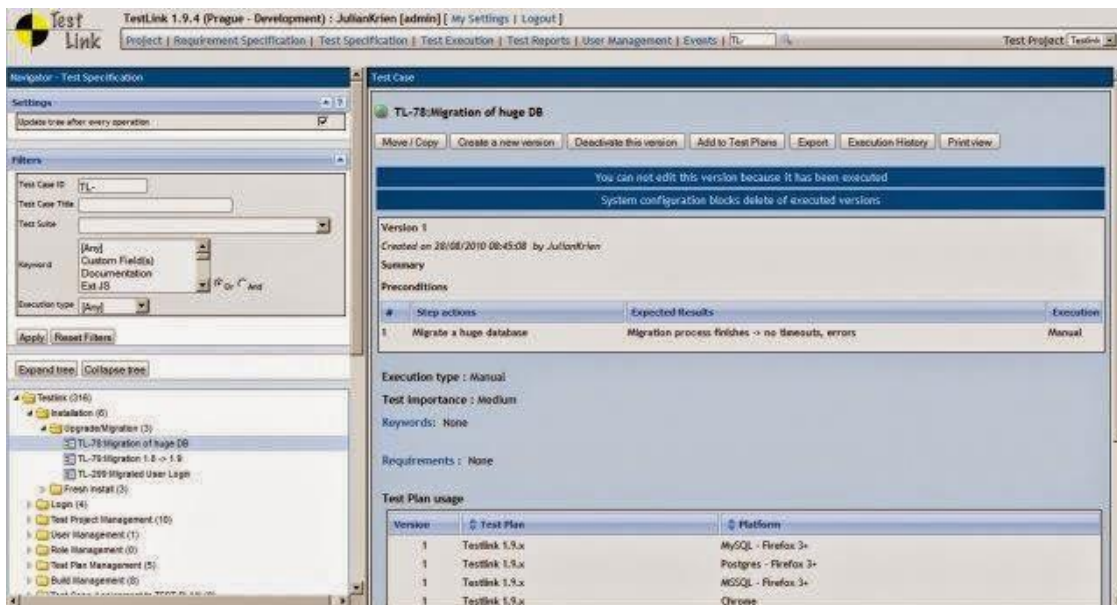 Test Link
TestLink 1.9.4 (Prague - Development) : JulianKrien [admin] [ My Settings | Logout ]
Project | Requirement Specification | Test Specification | Test Execution | Test Reports | User Management | Events | TL-
Test Project Testlink
Navigator - Test Specification
Settings
Update tree after every operation
Filters
Test Case ID TL-
Test Case Title
Test Suite
Keyword
[Any]
Custom Field(s)
Documentation
Ext JS
Or And
Execution type [Any]
Apply Reset Filters
Expand tree Collapse tree
Testlink (316)
Installation (6)
Upgrade/Migration (3)
TL-78:Migration of huge DB
TL-79:Migration 1.8 -> 1.9
TL-299:Migrated User Login
Fresh Install (3)
Login (4)
Test Project Management (10)
User Management (1)
Role Management (0)
Test Plan Management (5)
Build Management (8)
Test Case
TL-78:Migration of huge DB
Move / Copy Create a new version Deactivate this version Add to Test Plans Export Execution History Print view
You can not edit this version because it has been executed
System configuration blocks delete of executed versions
Version 1
Created on 28/08/2010 08:45:08 by JulianKrien
Summary
Preconditions
# Step actions Expected Results Execution
1 Migrate a huge database Migration process finishes -> no timeouts, errors Manual
Execution type : Manual
Test importance : Medium
Keywords: None
Requirements : None
Test Plan usage
Version Test Plan Platform
1 Testlink 1.9.x MySQL - Firefox 3+
1 Testlink 1.9.x Postgres - Firefox 3+
1 Testlink 1.9.x MSSQL - Firefox 3+
1 Testlink 1.9.x Chrome